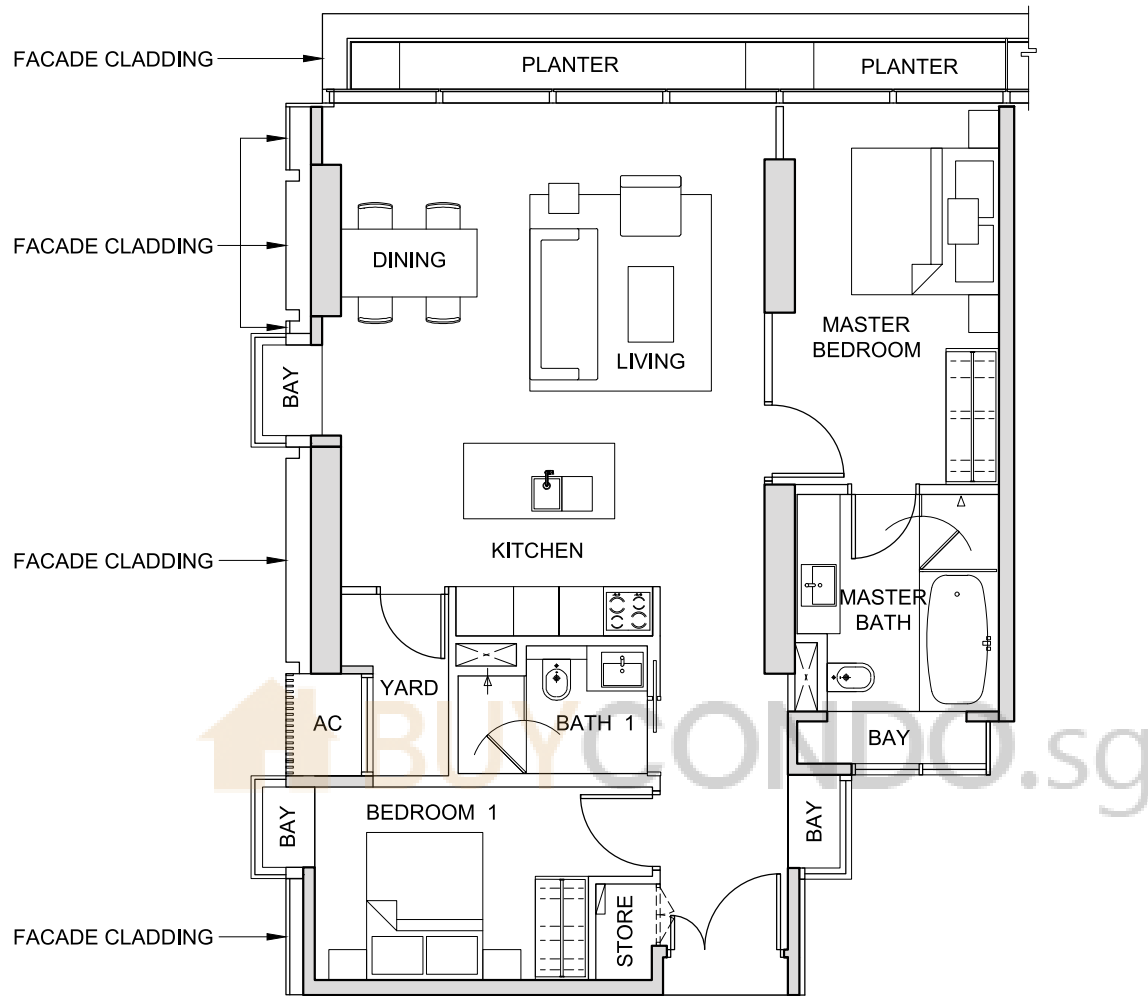 FACADE CLADDING
PLANTER
PLANTER
FACADE CLADDING
DINING
MASTER
BEDROOM
LIVING
BAY
KITCHEN
FACADE CLADDING
MASTER
BATH
YARD
AC
BATH 1
BAY
BUYCONDO.sg
BEDROOM 1
BAY
BAY
STORE
FACADE CLADDING